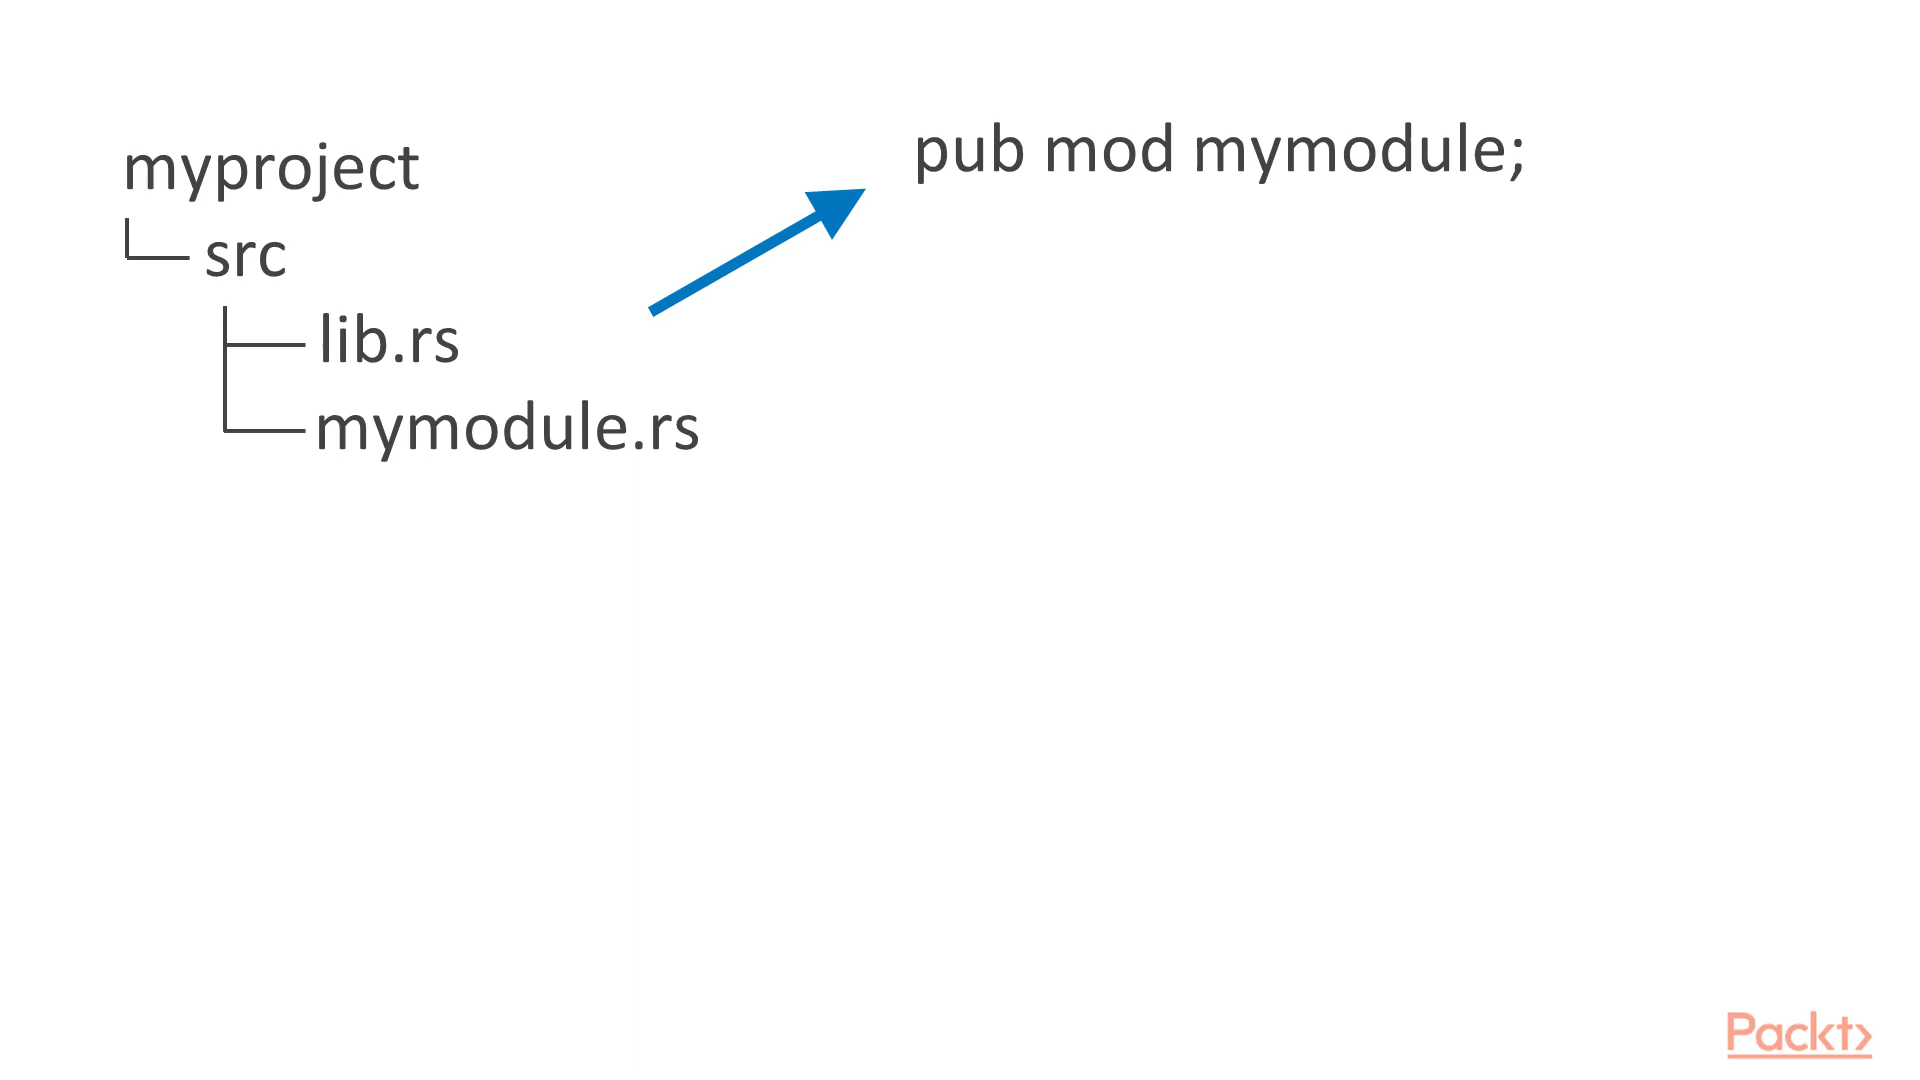 myproject
src
lib.rs
mymodule.rs
pub mod mymodule;
Packt>